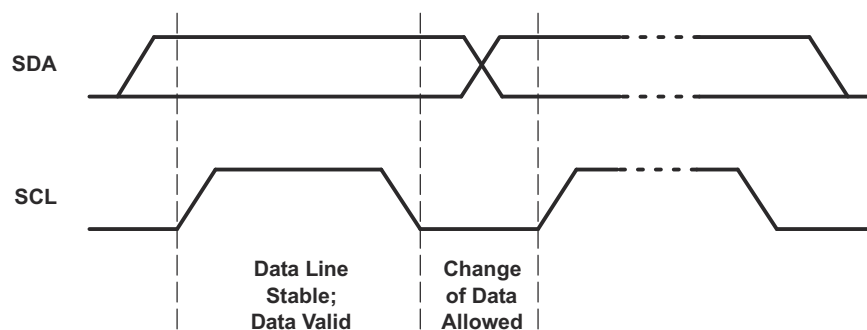 SDA
SCL
Data Line
Stable;
Data Valid
Change
of Data
Allowed